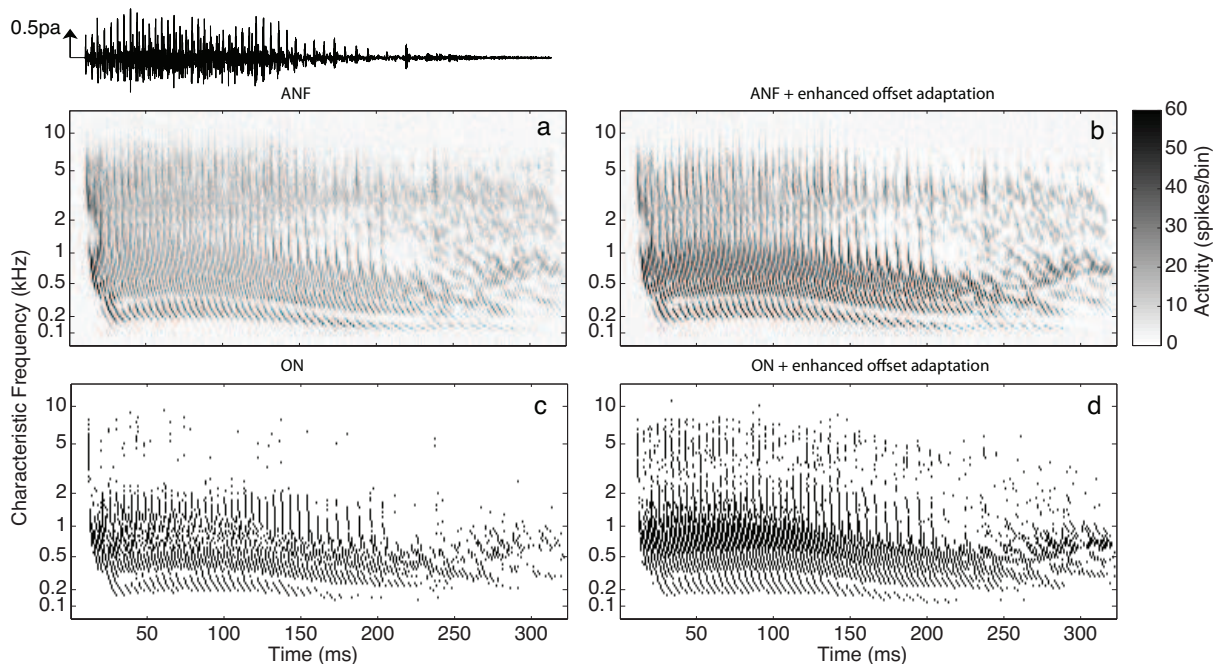 0.5pa
ANF
ANF + enhanced offset adaptation
a
b
10
5
2
1
0.5
0.2
0.1
10
5
2
1
0.5
0.2
0.1
60
50
40
30
20
10
0
Activity (spikes/bin)
Characteristic Frequency (kHz)
ON
ON + enhanced offset adaptation
c
d
10
5
2
1
0.5
0.2
0.1
10
5
2
1
0.5
0.2
0.1
50 100 150 200 250 300
50 100 150 200 250 300
Time (ms)
Time (ms)